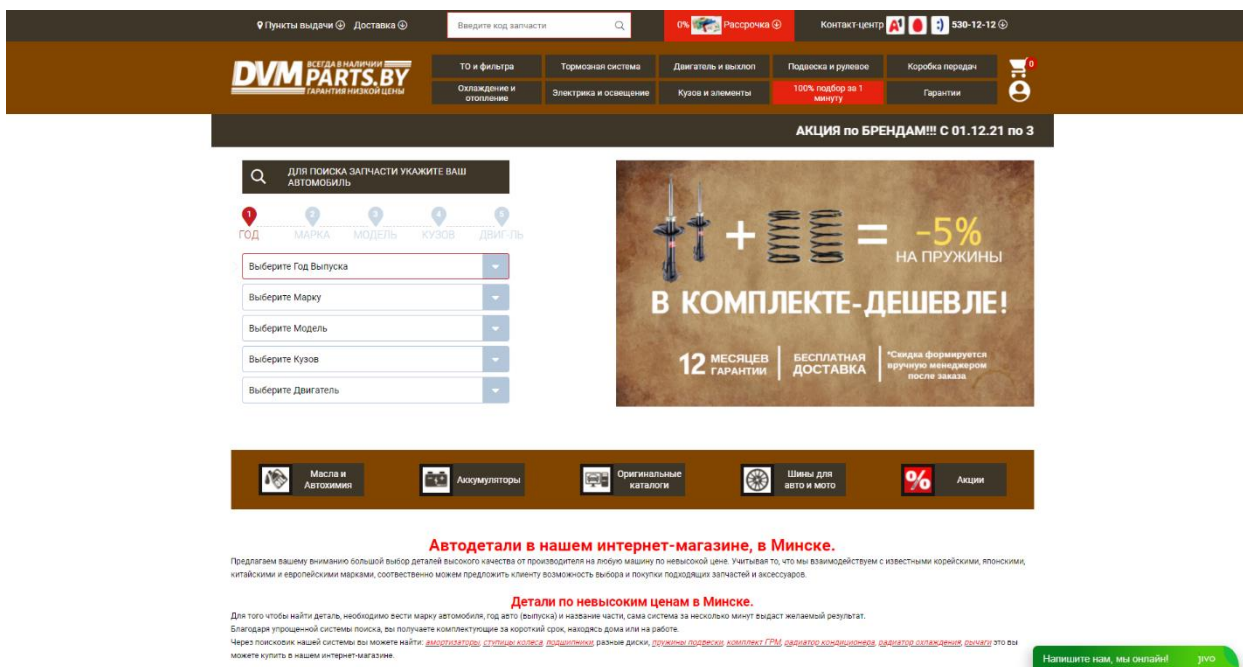 Пункты выдачи Доставка
Введите код запчасти
0% Рассрочка
Контакт-центр 530-12-12
DVM PARTS.BY
ВСЕГДА В НАЛИЧИИ
ГАРАНТИЯ НИЗКОЙ ЦЕНЫ
ТО и фильтра
Тормозная система
Двигатель и выхлоп
Подвеска и рулевое
Коробка передач
0
Охлаждение и
отопление
Электрика и освещение
Кузов и элементы
100% подбор за 1
минуту
Гарантии
АКЦИЯ по БРЕНДАМ!!! С 01.12.21 по 3
ДЛЯ ПОИСКА ЗАПЧАСТИ УКАЖИТЕ ВАШ
АВТОМОБИЛЬ
1 2 3 4 5
ГОД МАРКА МОДЕЛЬ КУЗОВ ДВИГ-ЛЬ
Выберите Год Выпуска
Выберите Марку
Выберите Модель
Выберите Кузов
Выберите Двигатель
+ = -5%
НА ПРУЖИНЫ
В КОМПЛЕКТЕ-ДЕШЕВЛЕ!
12 МЕСЯЦЕВ
ГАРАНТИИ
БЕСПЛАТНАЯ
ДОСТАВКА
*Скидка формируется
вручную менеджером
после заказа
Масла и
Автохимия
Аккумуляторы
Оригинальные
каталоги
Шины для
авто и мото
%
Акции
Автодетали в нашем интернет-магазине, в Минске.
Предлагаем вашему вниманию большой выбор деталей высокого качества от производителя на любую машину по невысокой цене. Учитывая то, что мы взаимодействуем с известными корейскими, японскими,
китайскими и европейскими марками, соотвественно можем предложить клиенту возможность выбора и покупки подходящих запчастей и аксессуаров.
Детали по невысоким ценам в Минске.
Для того чтобы найти деталь, необходимо вести марку автомобиля, год авто (выпуска) и название части, сама система за несколько минут выдаст желаемый результат.
Благодаря упрощенной системы поиска, вы получаете комплектующие за короткий срок, находясь дома или на работе.
Через поисковик нашей системы вы можете найти: амортизаторы, ступицы колеса, подшипники, разные диски, пружины подвески, комплект ГРМ, радиатор кондиционера, радиатор охлаждения, рычаги это вы
можете купить в нашем интернет-магазине.
Напишите нам, мы онлайн! jivo